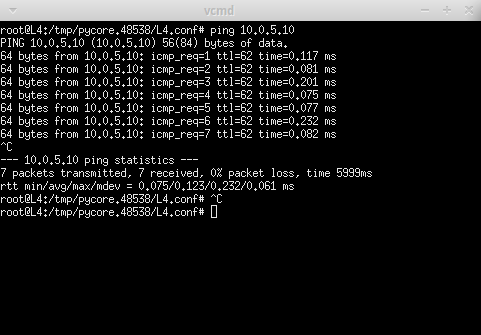 vcmd
root@L4:/tmp/pycore.48538/L4.conf# ping 10.0.5.10
PING 10.0.5.10 (10.0.5.10) 56(84) bytes of data.
64 bytes from 10.0.5.10: icmp_req=1 ttl=62 time=0.117 ms
64 bytes from 10.0.5.10: icmp_req=2 ttl=62 time=0.081 ms
64 bytes from 10.0.5.10: icmp_req=3 ttl=62 time=0.201 ms
64 bytes from 10.0.5.10: icmp_req=4 ttl=62 time=0.075 ms
64 bytes from 10.0.5.10: icmp_req=5 ttl=62 time=0.077 ms
64 bytes from 10.0.5.10: icmp_req=6 ttl=62 time=0.232 ms
64 bytes from 10.0.5.10: icmp_req=7 ttl=62 time=0.082 ms
^C
--- 10.0.5.10 ping statistics ---
7 packets transmitted, 7 received, 0% packet loss, time 5999ms
rtt min/avg/max/mdev = 0.075/0.123/0.232/0.061 ms
root@L4:/tmp/pycore.48538/L4.conf# ^C
root@L4:/tmp/pycore.48538/L4.conf#